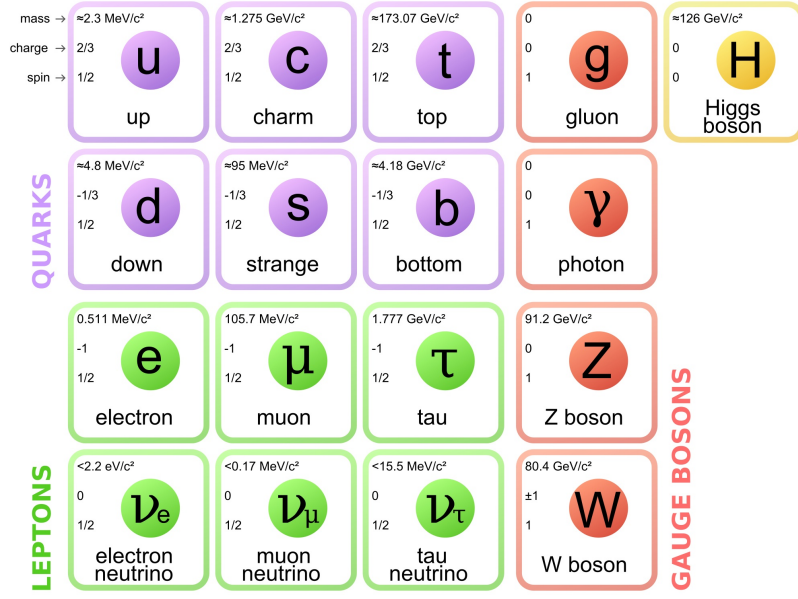 mass →
charge →
spin →
≈2.3 MeV/c²
2/3
1/2
u
up
≈1.275 GeV/c²
2/3
1/2
c
charm
≈173.07 GeV/c²
2/3
1/2
t
top
0
0
1
g
gluon
≈126 GeV/c²
0
0
H
Higgs
boson
QUARKS
≈4.8 MeV/c²
-1/3
1/2
d
down
≈95 MeV/c²
-1/3
1/2
s
strange
≈4.18 GeV/c²
-1/3
1/2
b
bottom
0
0
1
γ
photon
0.511 MeV/c²
-1
1/2
e
electron
105.7 MeV/c²
-1
1/2
μ
muon
1.777 GeV/c²
-1
1/2
τ
tau
91.2 GeV/c²
0
1
Z
Z boson
LEPTONS
<2.2 eV/c²
0
1/2
νe
electron
neutrino
<0.17 MeV/c²
0
1/2
νμ
muon
neutrino
<15.5 MeV/c²
0
1/2
ντ
tau
neutrino
80.4 GeV/c²
±1
1
W
W boson
GAUGE BOSONS